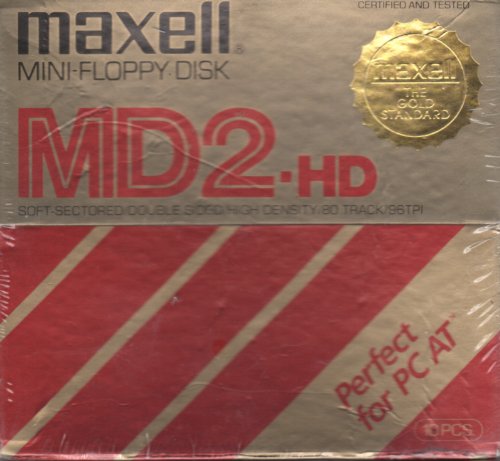 CERTIFIED AND TESTED
maxell®
MINI-FLOPPY DISK
maxell
THE
GOLD
STANDARD
MD2-HD
SOFT-SECTORED/DOUBLE SIDED/HIGH DENSITY/80 TRACK/96TPI
Perfect
for PC AT™
10PCS